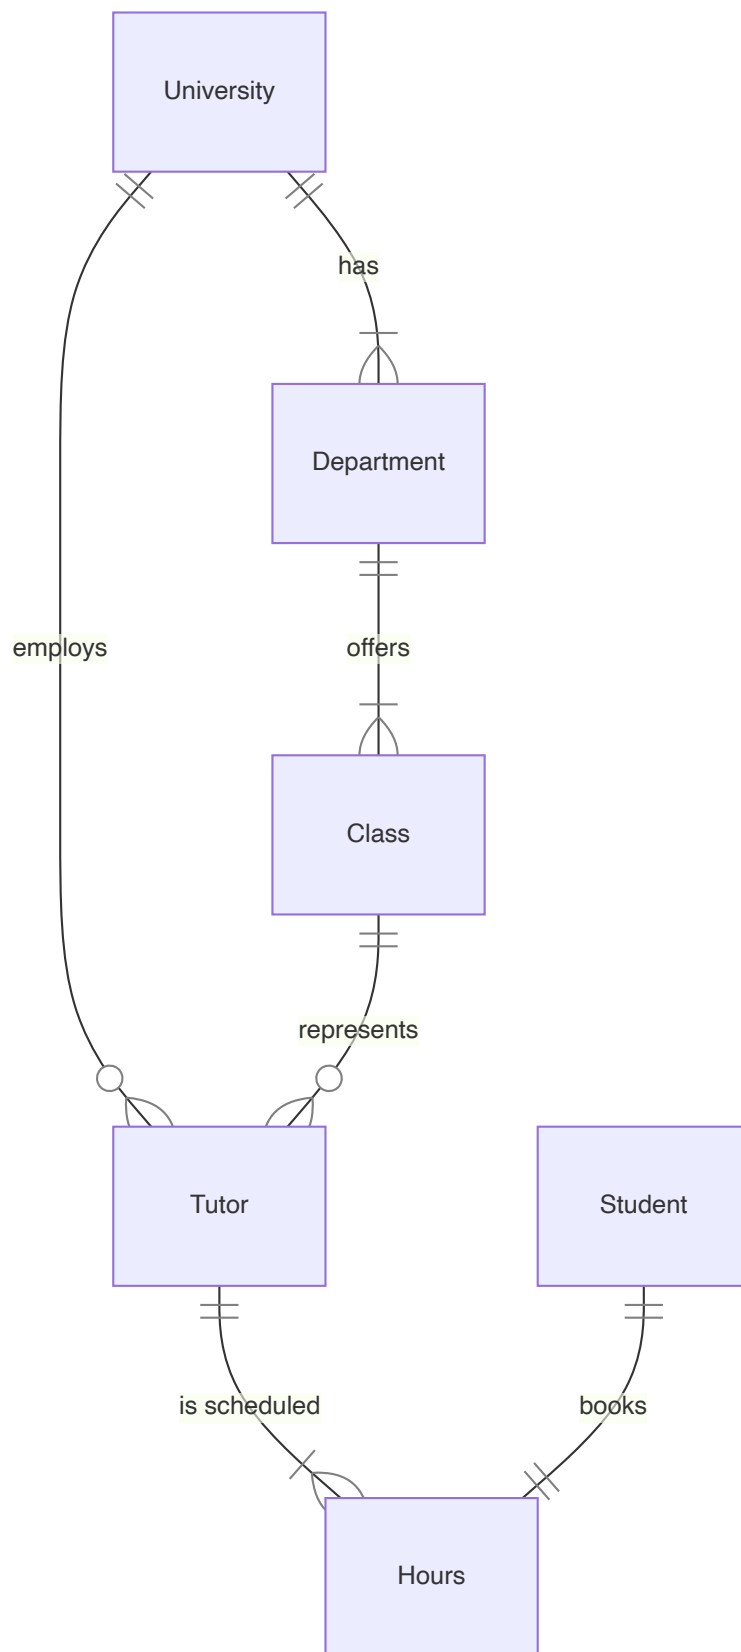 University
has
Department
employs
offers
Class
represents
Tutor
Student
is scheduled
books
Hours